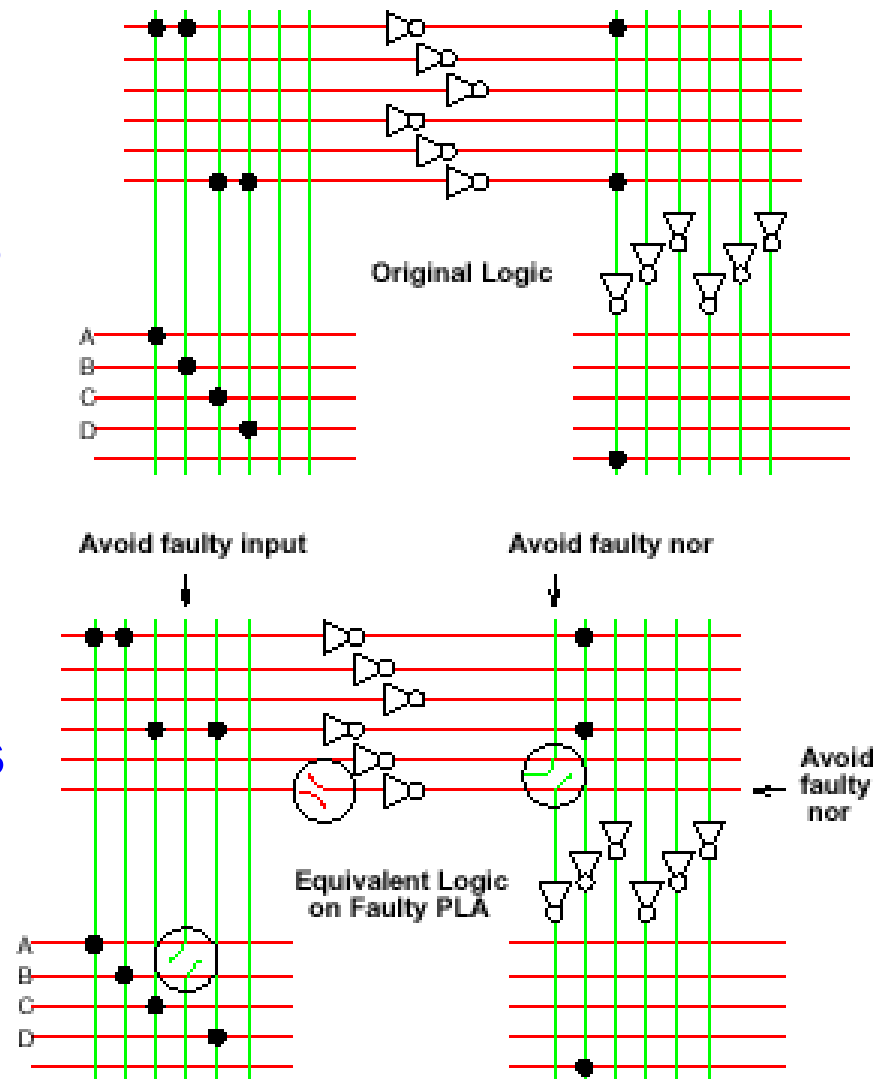 Original Logic
A
B
C
D
Avoid faulty input
Avoid faulty nor
Avoid
faulty
nor
Equivalent Logic
on Faulty PLA
A
B
C
D